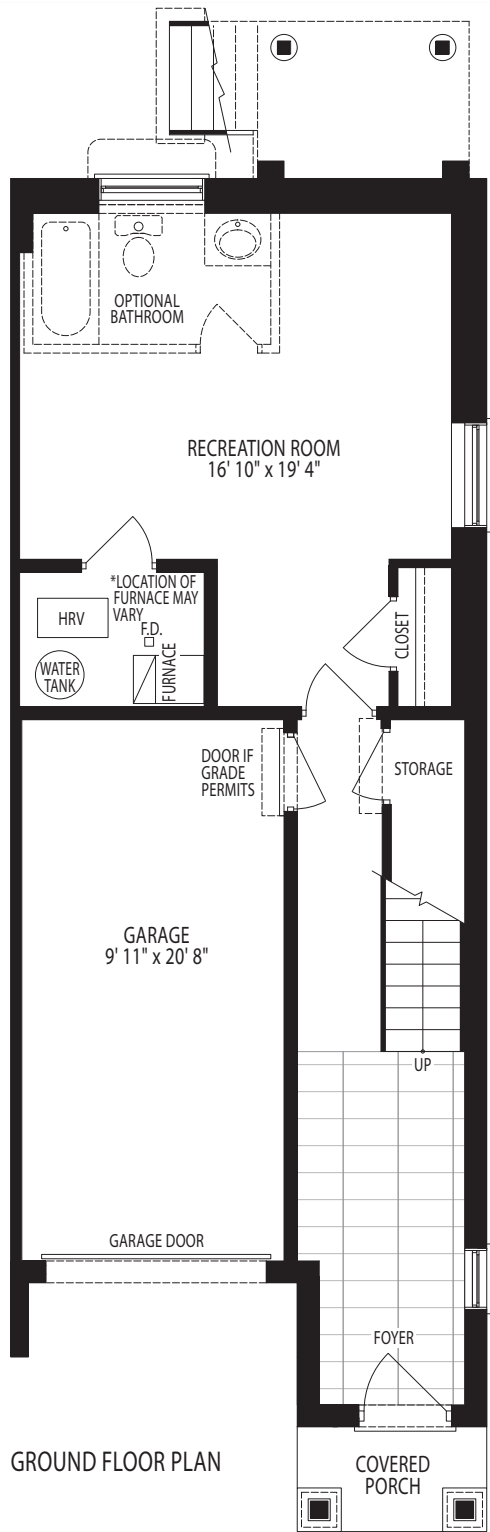 OPTIONAL
BATHROOM
RECREATION ROOM
16' 10" x 19' 4"
*LOCATION OF
FURNACE MAY
VARY
HRV
F.D.
WATER
TANK
FURNACE
CLOSET
DOOR IF
GRADE
PERMITS
STORAGE
GARAGE
9' 11" x 20' 8"
UP
GARAGE DOOR
FOYER
GROUND FLOOR PLAN
COVERED
PORCH